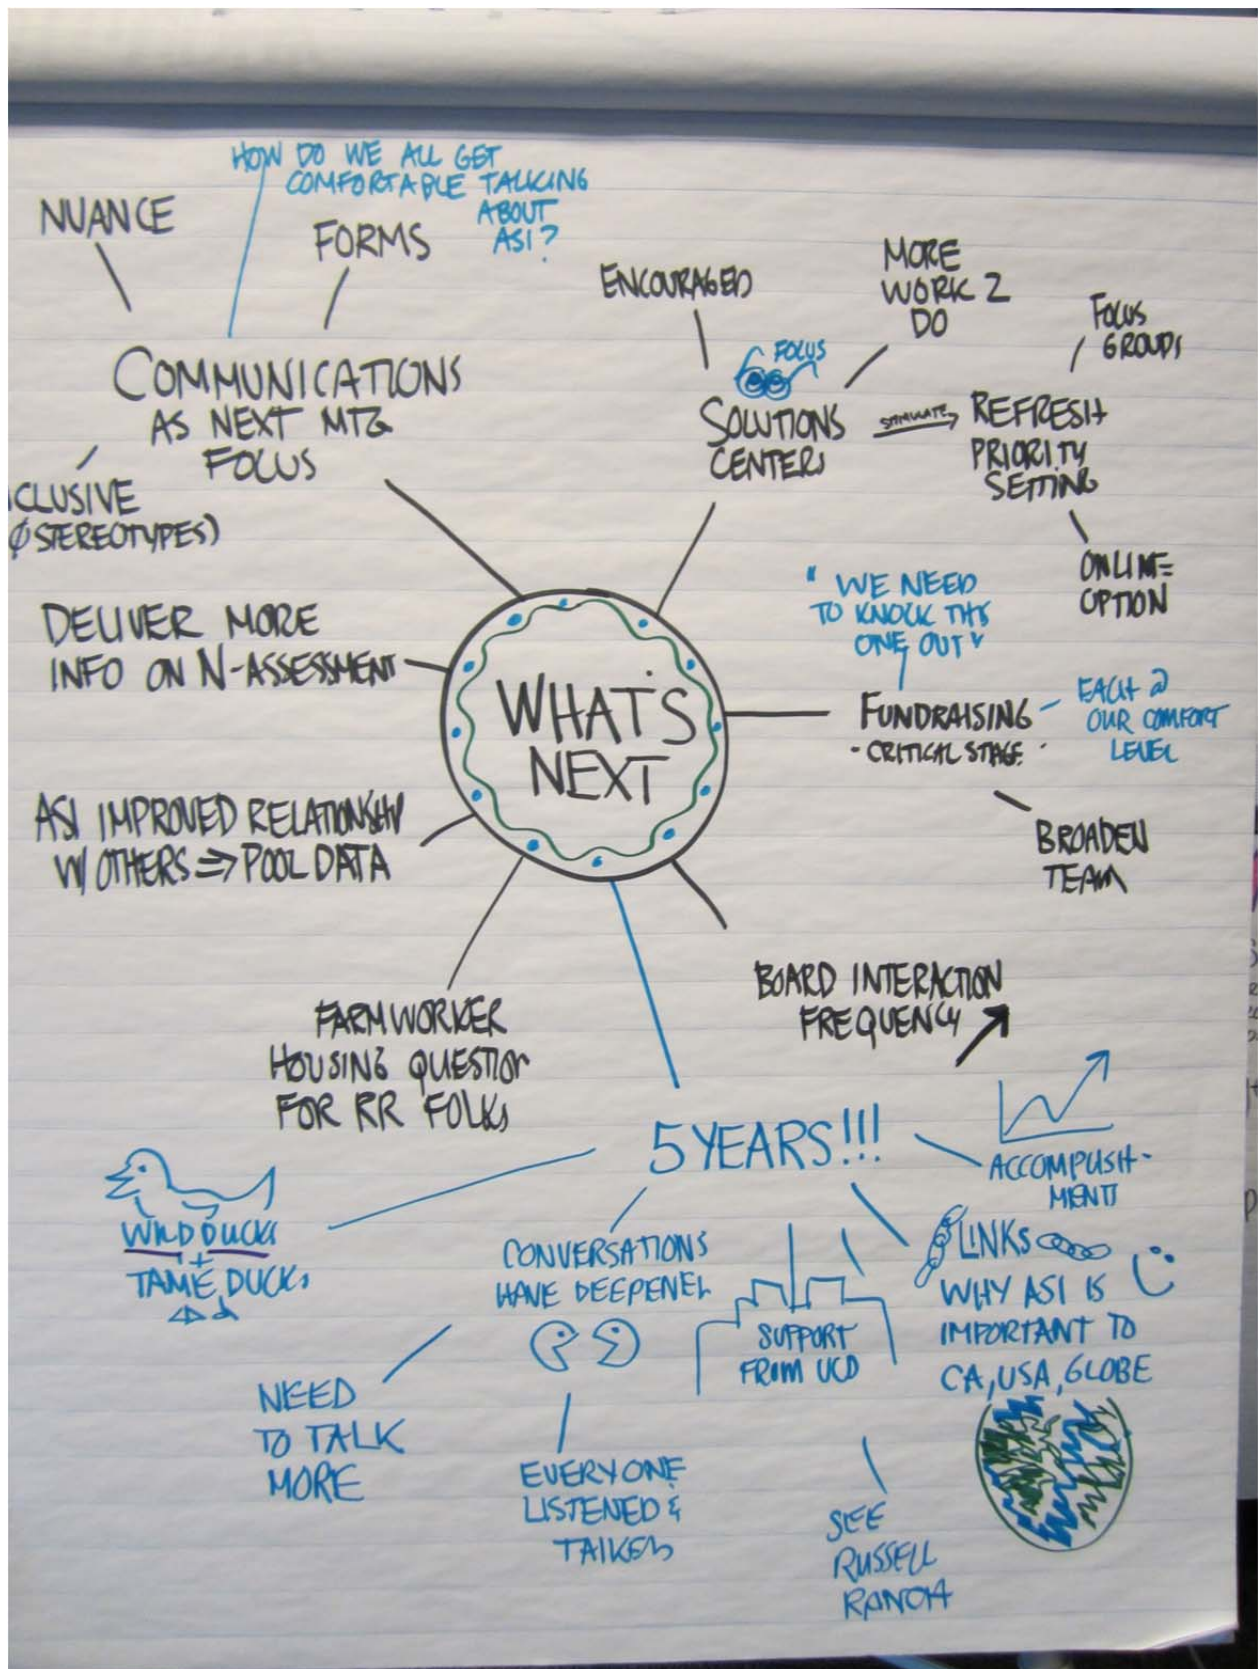 HOW DO WE ALL GET
COMFORTABLE TALKING
ABOUT
ASI?
NUANCE
FORMS
COMMUNICATIONS
AS NEXT MTG
FOCUS
CLUSIVE
(Ø STEREOTYPES)
ENCOURAGED
MORE
WORK 2
DO
FOCUS
SOLUTIONS
CENTERS
STIMULATE
REFRESH
PRIORITY
SETTING
FOCUS
GROUPS
ONLINE
OPTION
DELIVER MORE
INFO ON N-ASSESSMENT
WHAT'S
NEXT
"WE NEED
TO KNOCK THIS
ONE OUT"
FUNDRAISING
- CRITICAL STAGE -
EACH @
OUR COMFORT
LEVEL
BROADEN
TEAM
ASI IMPROVED RELATIONSHIP
W/ OTHERS => POOL DATA
FARMWORKER
HOUSING QUESTION
FOR RR FOLKS
BOARD INTERACTION
FREQUENCY
5 YEARS!!!
ACCOMPLISH-
MENTS
WILD DUCKS
+
TAME DUCKS
CONVERSATIONS
HAVE DEEPENED
NEED
TO TALK
MORE
EVERYONE
LISTENED &
TALKED
SUPPORT
FROM UCD
SEE
RUSSELL
RANCH
LINKS
WHY ASI IS
IMPORTANT TO
CA, USA, GLOBE